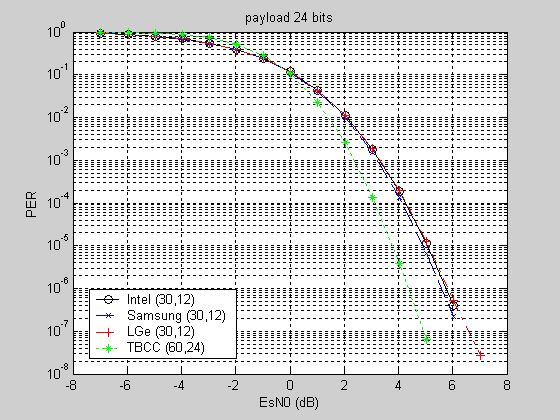 payload 24 bits
10^0
10^-1
10^-2
10^-3
10^-4
10^-5
10^-6
10^-7
10^-8
PER
Intel (30,12)
Samsung (30,12)
LGe (30,12)
TBCC (60,24)
-8 -6 -4 -2 0 2 4 6 8
EsN0 (dB)